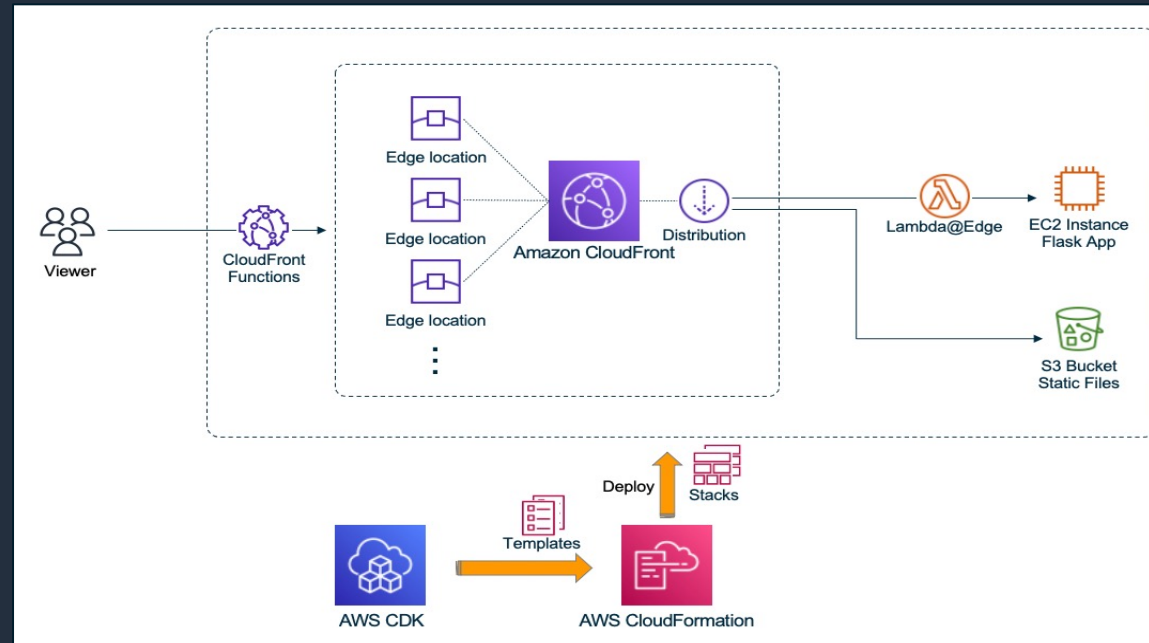 Edge location
Edge location
Edge location
Viewer
CloudFront
Functions
Amazon CloudFront
Distribution
Lambda@Edge
EC2 Instance
Flask App
S3 Bucket
Static Files
Deploy
Stacks
Templates
AWS CDK
AWS CloudFormation